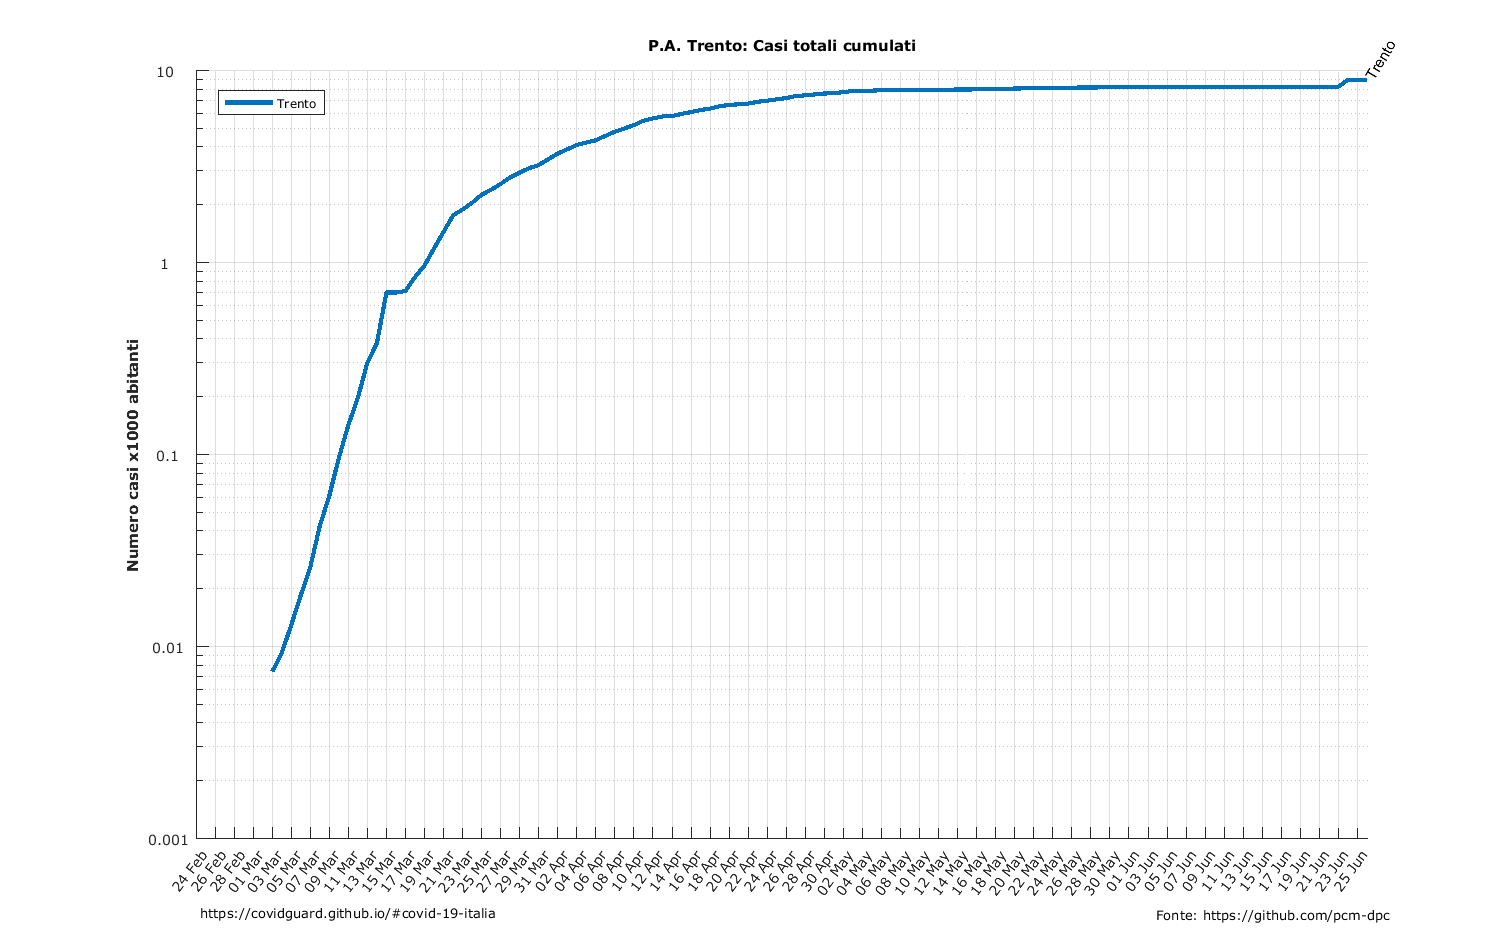 P.A. Trento: Casi totali cumulati
Trento
Trento
Numero casi x1000 abitanti
10
1
0.1
0.01
0.001
24 Feb
26 Feb
28 Feb
01 Mar
03 Mar
05 Mar
07 Mar
09 Mar
11 Mar
13 Mar
15 Mar
17 Mar
19 Mar
21 Mar
23 Mar
25 Mar
27 Mar
29 Mar
31 Mar
02 Apr
04 Apr
06 Apr
08 Apr
10 Apr
12 Apr
14 Apr
16 Apr
18 Apr
20 Apr
22 Apr
24 Apr
26 Apr
28 Apr
30 Apr
02 May
04 May
06 May
08 May
10 May
12 May
14 May
16 May
18 May
20 May
22 May
24 May
26 May
28 May
30 May
01 Jun
03 Jun
05 Jun
07 Jun
09 Jun
11 Jun
13 Jun
15 Jun
17 Jun
19 Jun
21 Jun
23 Jun
25 Jun
https://covidguard.github.io/#covid-19-italia
Fonte: https://github.com/pcm-dpc